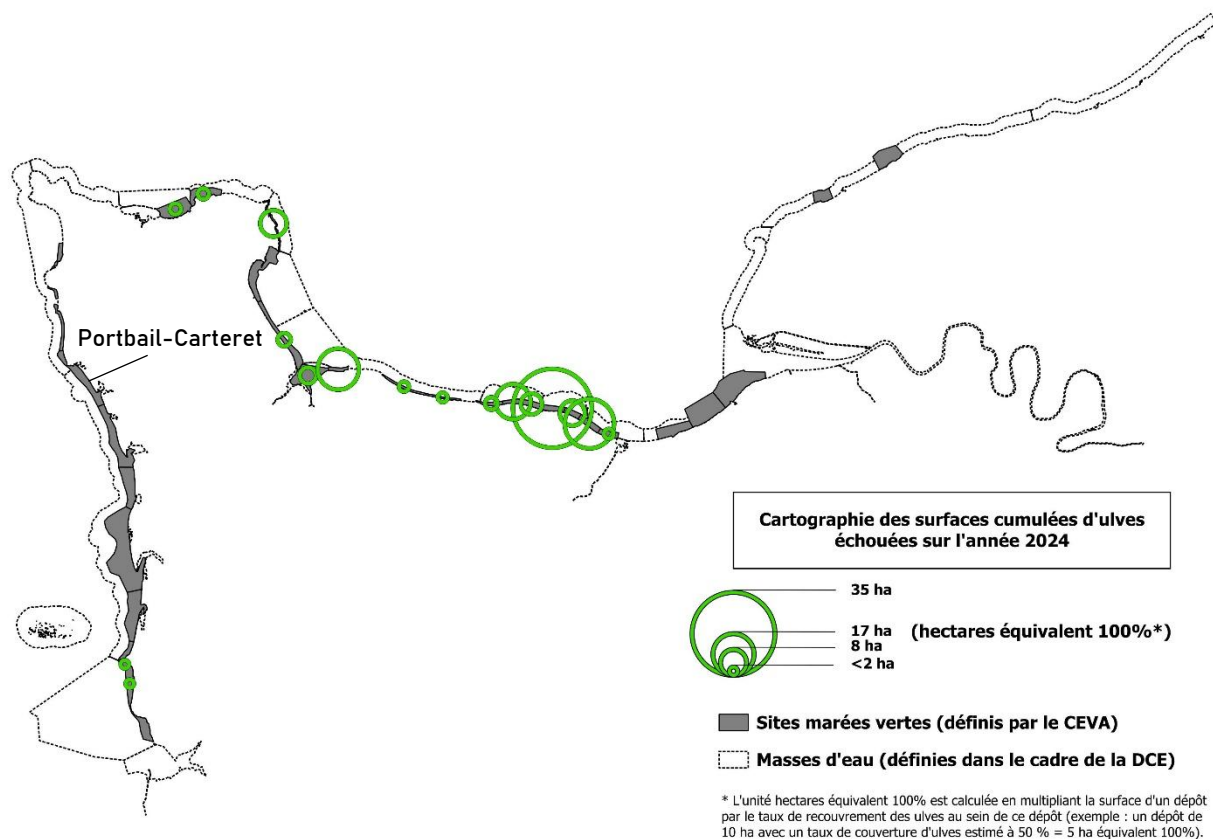 Portbail-Carteret
Cartographie des surfaces cumulées d'ulves
échouées sur l'année 2024
35 ha
17 ha
(hectares équivalent 100%*)
8 ha
<2 ha
Sites marées vertes (définis par le CEVA)
Masses d'eau (définies dans le cadre de la DCE)
* L'unité hectares équivalent 100% est calculée en multipliant la surface d'un dépôt
par le taux de recouvrement des ulves au sein de ce dépôt (exemple : un dépôt de
10 ha avec un taux de couverture d'ulves estimé à 50 % = 5 ha équivalent 100%).